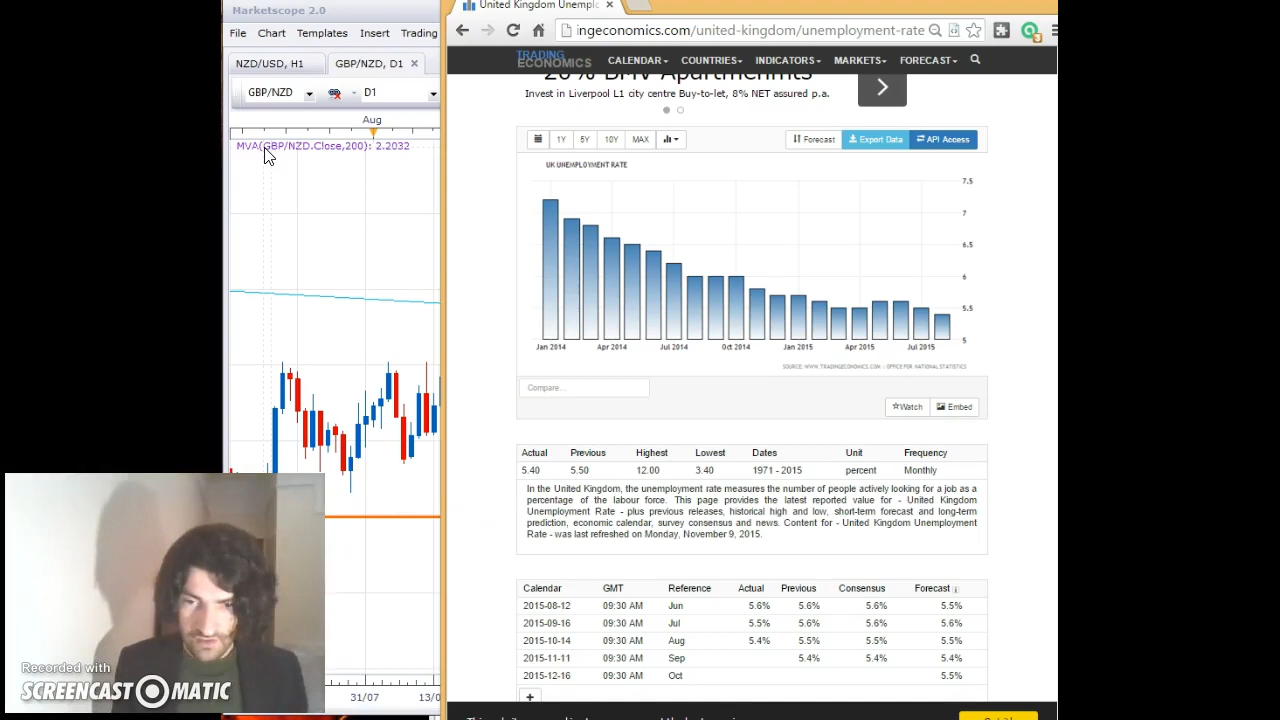 Marketscope 2.0
File Chart Templates Insert Trading
NZD/USD, H1 GBP/NZD, D1
GBP/NZD D1
Aug
MVA(GBP/NZD.Close,200): 2.2032
31/07 13/0
Recorded with
SCREENCAST MATIC
United Kingdom Unempl
ingeconomics.com/united-kingdom/unemployment-rate
TRADING
ECONOMICS
CALENDAR COUNTRIES INDICATORS MARKETS FORECAST
20% BMV Apartments
Invest in Liverpool L1 city centre Buy-to-let, 8% NET assured p.a.
1Y 5Y 10Y MAX Forecast Export Data API Access
UK UNEMPLOYMENT RATE
7.5
7
6.5
6
5.5
5
Jan 2014 Apr 2014 Jul 2014 Oct 2014 Jan 2015 Apr 2015 Jul 2015
SOURCE: WWW.TRADINGECONOMICS.COM | OFFICE FOR NATIONAL STATISTICS
Compare...
Watch Embed
Actual Previous Highest Lowest Dates Unit Frequency
5.40 5.50 12.00 3.40 1971 - 2015 percent Monthly
In the United Kingdom, the unemployment rate measures the number of people actively looking for a job as a
percentage of the labour force. This page provides the latest reported value for - United Kingdom
Unemployment Rate - plus previous releases, historical high and low, short-term forecast and long-term
prediction, economic calendar, survey consensus and news. Content for - United Kingdom Unemployment
Rate - was last refreshed on Monday, November 9, 2015.
Calendar GMT Reference Actual Previous Consensus Forecast
2015-08-12 09:30 AM Jun 5.6% 5.6% 5.6% 5.5%
2015-09-16 09:30 AM Jul 5.5% 5.6% 5.6% 5.6%
2015-10-14 09:30 AM Aug 5.4% 5.5% 5.5% 5.5%
2015-11-11 09:30 AM Sep 5.4% 5.4% 5.4%
2015-12-16 09:30 AM Oct 5.5%